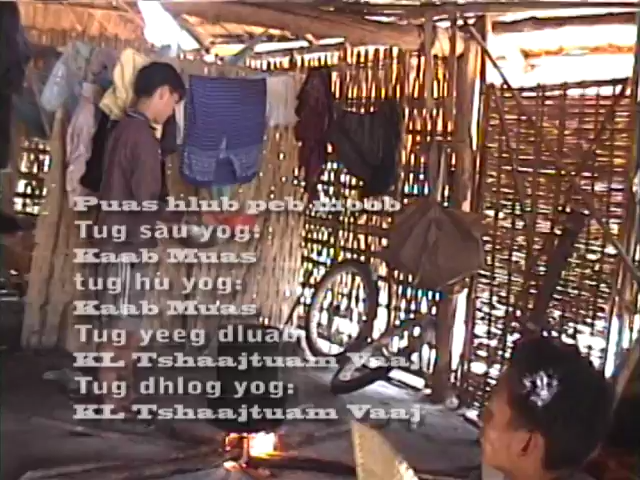 Puas hlub peb moob
Tug sau yog:
Kaab Muas
tug hu yog:
Kaab Muas
Tug yeeg dluab
KL Tshaajtuam Vaaj
Tug dhlog yog:
KL Tshaajtuam Vaaj